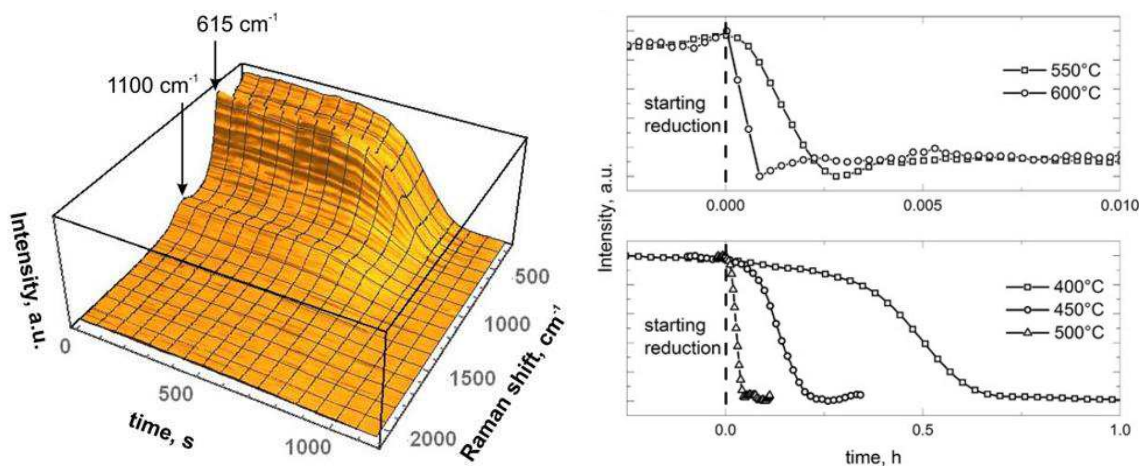 615 cm⁻¹
1100 cm⁻¹
Intensity, a.u.
0
500
1000
time, s
500
1000
1500
2000
Raman shift, cm⁻¹
starting
reduction
550°C
600°C
0.000
0.005
0.010
Intensity, a.u.
starting
reduction
400°C
450°C
500°C
0.0
0.5
1.0
time, h